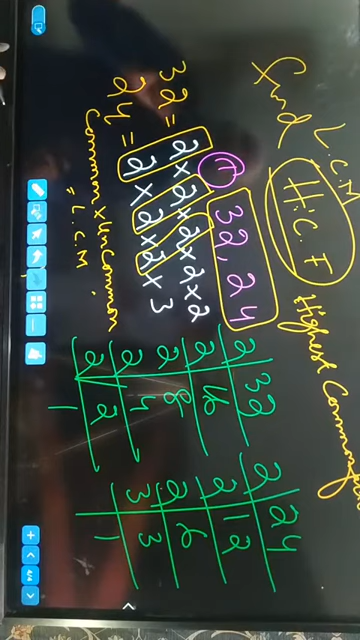 find L.C.M
H.C.F Highest Common
① 32, 24
32 = 2×2×2×2×2
24 = 2×2×2×3
Common × Uncommon
= L.C.M
2 32
2 16
2 8
2 4
2 2
1
2 24
2 12
2 6
3 3
1
4/4